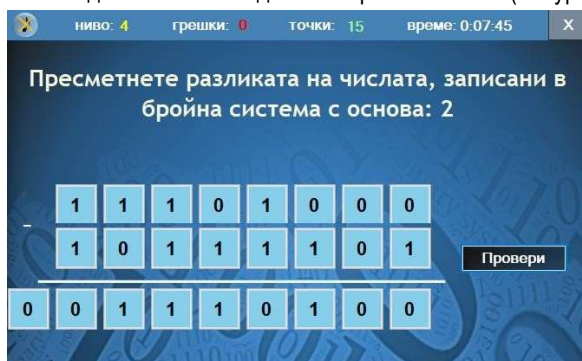 ниво: 4 грешки: 0 точки: 15 време: 0:07:45 X
Пресметнете разликата на числата, записани в
бройна система с основа: 2
1 1 1 0 1 0 0 0
-
1 0 1 1 1 1 0 1
Провери
0 0 1 1 1 0 1 0 0